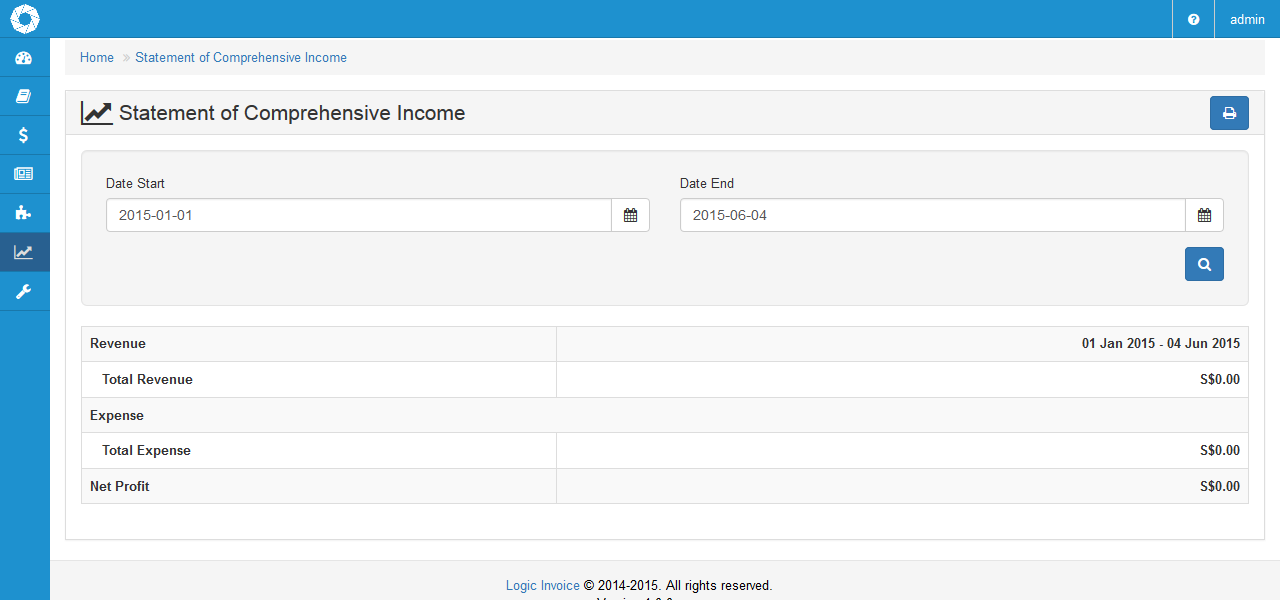 admin
Home » Statement of Comprehensive Income
Statement of Comprehensive Income
Date Start
Date End
2015-01-01
2015-06-04
Revenue
01 Jan 2015 - 04 Jun 2015
Total Revenue
S$0.00
Expense
Total Expense
S$0.00
Net Profit
S$0.00
Logic Invoice © 2014-2015. All rights reserved.